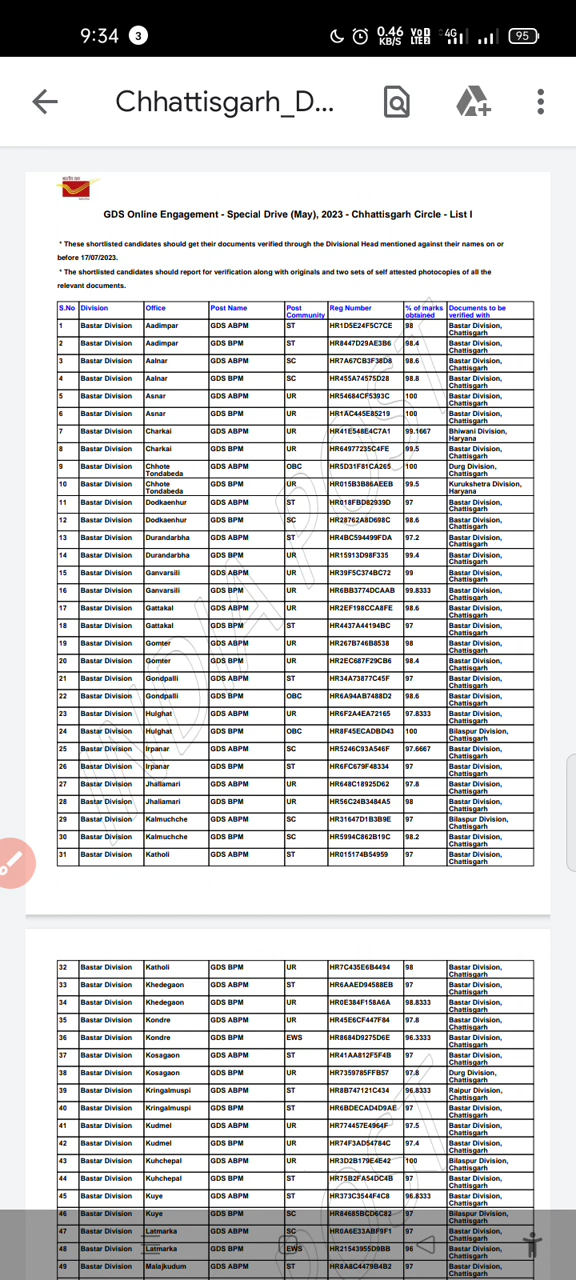 9:34 3 0.46 KB/S VoD LTE2 4G 95
Chhattisgarh_D...
GDS Online Engagement - Special Drive (May), 2023 - Chhattisgarh Circle - List I
* These shortlisted candidates should get their documents verified through the Divisional Head mentioned against their names on or
before 17/07/2023.
* The shortlisted candidates should report for verification along with originals and two sets of self attested photocopies of all the
relevant documents.
S.No Division Office Post Name Post Community Reg Number % of marks obtained Documents to be verified with
1 Bastar Division Aadimpar GDS ABPM ST HR1D5E24F5C7CE 98 Bastar Division, Chattisgarh
2 Bastar Division Aadimpar GDS BPM ST HR8447D29AE3B6 98.4 Bastar Division, Chattisgarh
3 Bastar Division Aalnar GDS ABPM SC HR7A67CB3F38D8 98.6 Bastar Division, Chattisgarh
4 Bastar Division Aalnar GDS BPM SC HR455A74575D28 98.8 Bastar Division, Chattisgarh
5 Bastar Division Asnar GDS ABPM UR HR54684CF5393C 100 Bastar Division, Chattisgarh
6 Bastar Division Asnar GDS BPM UR HR1AC445E85219 100 Bastar Division, Chattisgarh
7 Bastar Division Charkai GDS ABPM UR HR41E548E4C7A1 99.1667 Bhiwani Division, Haryana
8 Bastar Division Charkai GDS BPM UR HR64977235C4FE 99.5 Bastar Division, Chattisgarh
9 Bastar Division Chhote Tondabeda GDS ABPM OBC HR5D31F81CA265 100 Durg Division, Chattisgarh
10 Bastar Division Chhote Tondabeda GDS BPM UR HR015B3B86AEEB 99.5 Kurukshetra Division, Haryana
11 Bastar Division Dodkaenhur GDS ABPM ST HR018FBD82939D 97 Bastar Division, Chattisgarh
12 Bastar Division Dodkaenhur GDS BPM SC HR28762A8D698C 98.6 Bastar Division, Chattisgarh
13 Bastar Division Durandarbha GDS ABPM ST HR4BC594499FDA 97.2 Bastar Division, Chattisgarh
14 Bastar Division Durandarbha GDS BPM UR HR15913D98F335 99.4 Bastar Division, Chattisgarh
15 Bastar Division Ganvarsili GDS ABPM UR HR39F5C374BC72 99 Bastar Division, Chattisgarh
16 Bastar Division Ganvarsili GDS BPM UR HR6BB3774DCAAB 99.8333 Bastar Division, Chattisgarh
17 Bastar Division Gattakal GDS ABPM UR HR2EF198CCA8FE 98.6 Bastar Division, Chattisgarh
18 Bastar Division Gattakal GDS BPM ST HR4437A44194BC 97 Bastar Division, Chattisgarh
19 Bastar Division Gomter GDS ABPM UR HR267B746B8538 98 Bastar Division, Chattisgarh
20 Bastar Division Gomter GDS BPM UR HR2EC687F29CB6 98.4 Bastar Division, Chattisgarh
21 Bastar Division Gondpalli GDS ABPM ST HR34A73877C45F 97 Bastar Division, Chattisgarh
22 Bastar Division Gondpalli GDS BPM OBC HR6A94AB7488D2 98.6 Bastar Division, Chattisgarh
23 Bastar Division Hulghat GDS ABPM UR HR6F2A4EA72165 97.8333 Bastar Division, Chattisgarh
24 Bastar Division Hulghat GDS BPM OBC HR8F45ECADBD43 100 Bilaspur Division, Chattisgarh
25 Bastar Division Irpanar GDS ABPM SC HR5246C93A546F 97.6667 Bastar Division, Chattisgarh
26 Bastar Division Irpanar GDS BPM ST HR6FC679F48334 97 Bastar Division, Chattisgarh
27 Bastar Division Jhallamari GDS ABPM UR HR648C18925D62 97.8 Bastar Division, Chattisgarh
28 Bastar Division Jhaliamari GDS BPM UR HR56C24B3484A5 98 Bastar Division, Chattisgarh
29 Bastar Division Kalmuchche GDS ABPM SC HR31647D1B3B9E 97 Bilaspur Division, Chattisgarh
30 Bastar Division Kalmuchche GDS BPM SC HR5994C862B19C 98.2 Bastar Division, Chattisgarh
31 Bastar Division Katholi GDS ABPM ST HR015174B54959 97 Bastar Division, Chattisgarh
INDIA POST
32 Bastar Division Katholi GDS BPM UR HR7C435E6B4494 98 Bastar Division, Chattisgarh
33 Bastar Division Khedegaon GDS ABPM ST HR6AAED94588EB 97 Bastar Division, Chattisgarh
34 Bastar Division Khedegaon GDS BPM UR HR0E384F158A6A 98.8333 Bastar Division, Chattisgarh
35 Bastar Division Kondre GDS ABPM UR HR45E6CF447F84 97.8 Bastar Division, Chattisgarh
36 Bastar Division Kondre GDS BPM EWS HR8684D9275D6E 96.3333 Bastar Division, Chattisgarh
37 Bastar Division Kosagaon GDS ABPM ST HR41AA812F5F4B 97 Bastar Division, Chattisgarh
38 Bastar Division Kosagaon GDS BPM UR HR7359785FFB57 97.8 Durg Division, Chattisgarh
39 Bastar Division Kringalmuspi GDS ABPM ST HR8B747121C434 96.8333 Raipur Division, Chattisgarh
40 Bastar Division Kringalmuspi GDS BPM ST HR6BDECAD4D9AE 97 Bastar Division, Chattisgarh
41 Bastar Division Kudmel GDS ABPM UR HR774457E4964F 97.5 Bastar Division, Chattisgarh
42 Bastar Division Kudmel GDS BPM UR HR74F3AD54784C 97.4 Bastar Division, Chattisgarh
43 Bastar Division Kuhchepal GDS ABPM UR HR3D2B179E4E42 100 Bilaspur Division, Chattisgarh
44 Bastar Division Kuhchepal GDS BPM ST HR75B2FA54DC4B 97 Bastar Division, Chattisgarh
45 Bastar Division Kuye GDS ABPM ST HR373C3544F4C8 96.8333 Bastar Division, Chattisgarh
46 Bastar Division Kuye GDS BPM SC HR84685BCD6C82 97 Bilaspur Division, Chattisgarh
47 Bastar Division Latmarka GDS ABPM SC HR0A6E33ABF9F1 97 Bastar Division, Chattisgarh
48 Bastar Division Latmarka GDS BPM EWS HR21543955D9BB 96 Bastar Division, Chattisgarh
49 Bastar Division Malajkudum GDS ABPM ST HR8A8C4479B4B2 97 Bastar Division, Chattisgarh